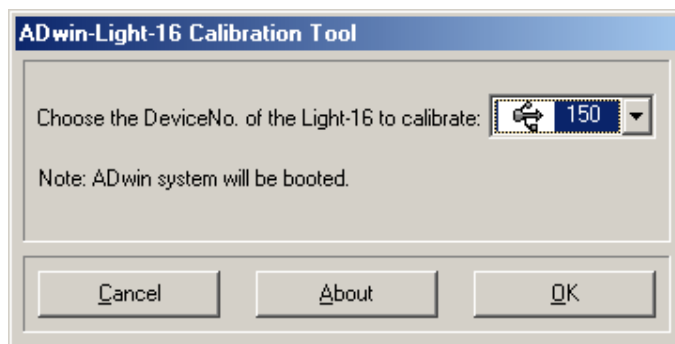 ADwin-Light-16 Calibration Tool
Choose the DeviceNo. of the Light-16 to calibrate: 150
Note: ADwin system will be booted.
Cancel About OK